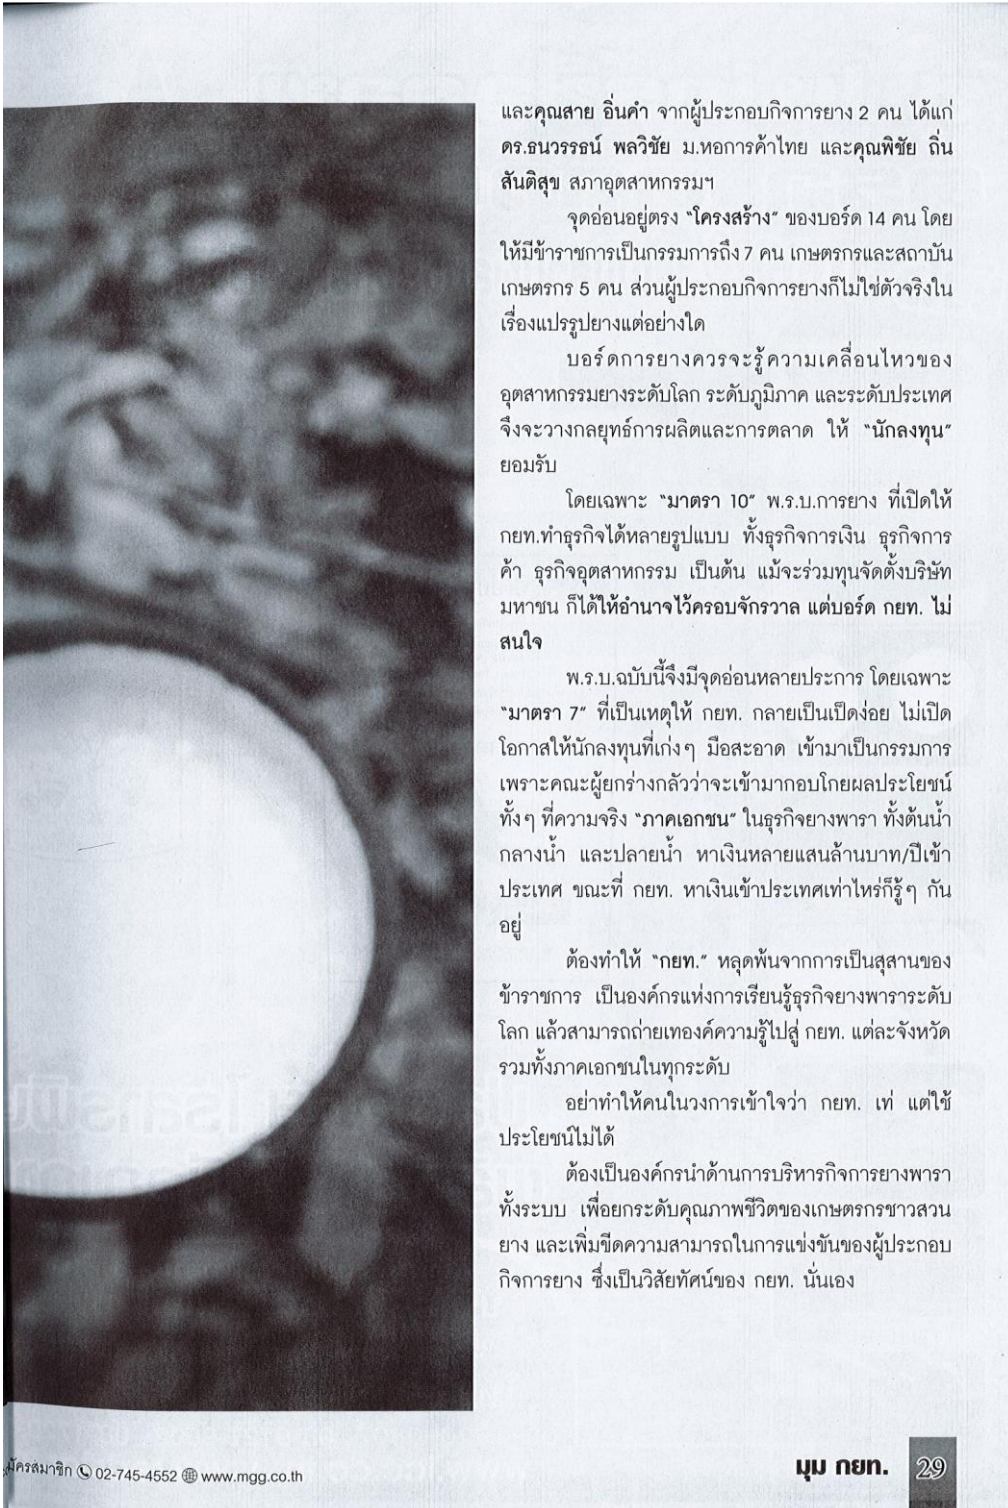 และคุณสาย อิ่นคำ จากผู้ประกอบกิจการยาง 2 คน ได้แก่
ดร.ธนวรรธน์ พลวิชัย ม.หอการค้าไทย และคุณพิชัย ถิ่น
สันติสุข สภาอุตสาหกรรมฯ
จุดอ่อนอยู่ตรง "โครงสร้าง" ของบอร์ด 14 คน โดย
ให้มีข้าราชการเป็นกรรมการถึง 7 คน เกษตรกรและสถาบัน
เกษตรกร 5 คน ส่วนผู้ประกอบกิจการยางก็ไม่ใช่ตัวจริงใน
เรื่องแปรรูปยางแต่อย่างใด
บอร์ดการยางควรจะรู้ความเคลื่อนไหวของ
อุตสาหกรรมยางระดับโลก ระดับภูมิภาค และระดับประเทศ
จึงจะวางกลยุทธ์การผลิตและการตลาด ให้ "นักลงทุน"
ยอมรับ
โดยเฉพาะ "มาตรา 10" พ.ร.บ.การยาง ที่เปิดให้
กยท.ทำธุรกิจได้หลายรูปแบบ ทั้งธุรกิจการเงิน ธุรกิจการ
ค้า ธุรกิจอุตสาหกรรม เป็นต้น แม้จะร่วมทุนจัดตั้งบริษัท
มหาชน ก็ได้ให้อำนาจไว้ครอบจักรวาล แต่บอร์ด กยท. ไม่
สนใจ
พ.ร.บ.ฉบับนี้จึงมีจุดอ่อนหลายประการ โดยเฉพาะ
"มาตรา 7" ที่เป็นเหตุให้ กยท. กลายเป็นเป็ดง่อย ไม่เปิด
โอกาสให้นักลงทุนที่เก่งๆ มือสะอาด เข้ามาเป็นกรรมการ
เพราะคณะผู้ยกร่างกลัวว่าจะเข้ามากอบโกยผลประโยชน์
ทั้งๆ ที่ความจริง "ภาคเอกชน" ในธุรกิจยางพารา ทั้งต้นน้ำ
กลางน้ำ และปลายน้ำ หาเงินหลายแสนล้านบาท/ปีเข้า
ประเทศ ขณะที่ กยท. หาเงินเข้าประเทศเท่าไหร่ก็รู้ๆ กัน
อยู่
ต้องทำให้ "กยท." หลุดพ้นจากการเป็นสุสานของ
ข้าราชการ เป็นองค์กรแห่งการเรียนรู้ธุรกิจยางพาราระดับ
โลก แล้วสามารถถ่ายเทองค์ความรู้ไปสู่ กยท. แต่ละจังหวัด
รวมทั้งภาคเอกชนในทุกระดับ
อย่าทำให้คนในวงการเข้าใจว่า กยท. เท่ แต่ใช้
ประโยชน์ไม่ได้
ต้องเป็นองค์กรนำด้านการบริหารกิจการยางพารา
ทั้งระบบ เพื่อยกระดับคุณภาพชีวิตของเกษตรกรชาวสวน
ยาง และเพิ่มขีดความสามารถในการแข่งขันของผู้ประกอบ
กิจการยาง ซึ่งเป็นวิสัยทัศน์ของ กยท. นั่นเอง
มัครสมาชิก 02-745-4552 www.mgg.co.th
มุม กยท. 29